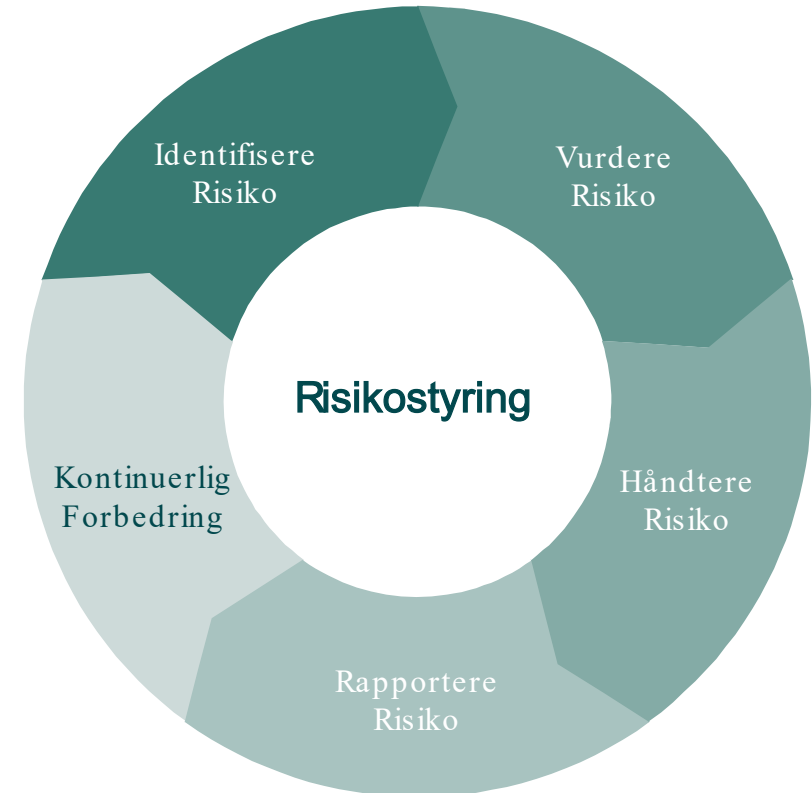 Identifisere
Risiko
Vurdere
Risiko
Risikostyring
Kontinuerlig
Forbedring
Håndtere
Risiko
Rapportere
Risiko